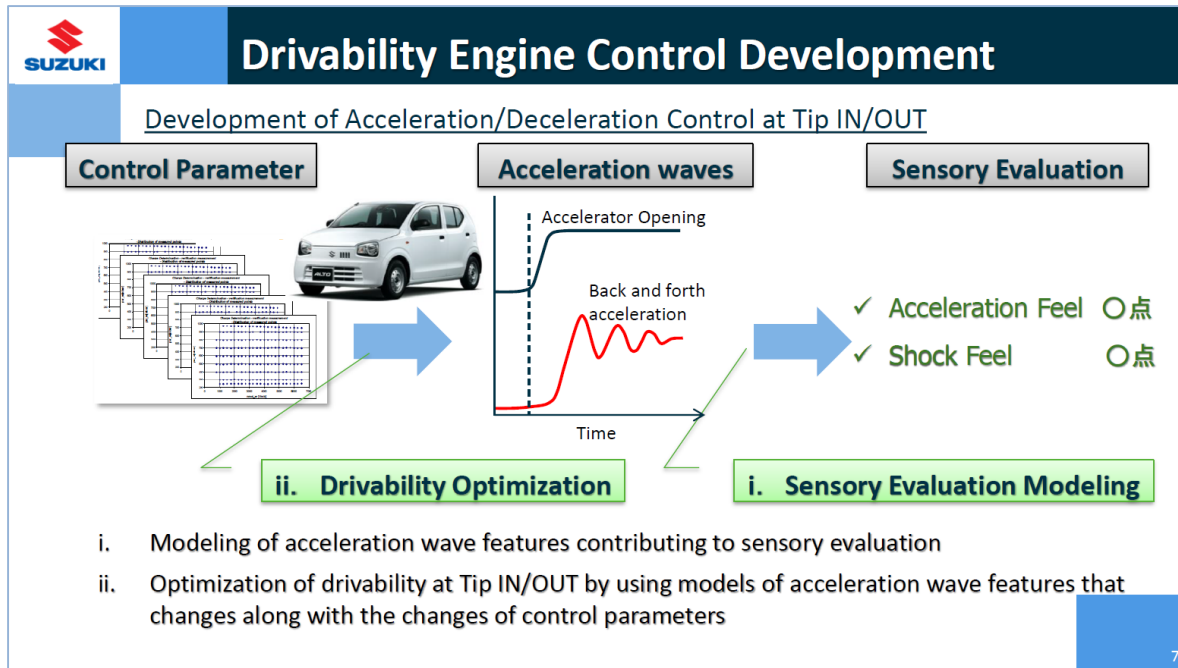 SUZUKI
Drivability Engine Control Development
Development of Acceleration/Deceleration Control at Tip IN/OUT
Control Parameter
Acceleration waves
Sensory Evaluation
Accelerator Opening
ALTO
Back and forth
acceleration
Time
✓ Acceleration Feel 〇点
✓ Shock Feel 〇点
ii. Drivability Optimization
i. Sensory Evaluation Modeling
i. Modeling of acceleration wave features contributing to sensory evaluation
ii. Optimization of drivability at Tip IN/OUT by using models of acceleration wave features that
changes along with the changes of control parameters
7